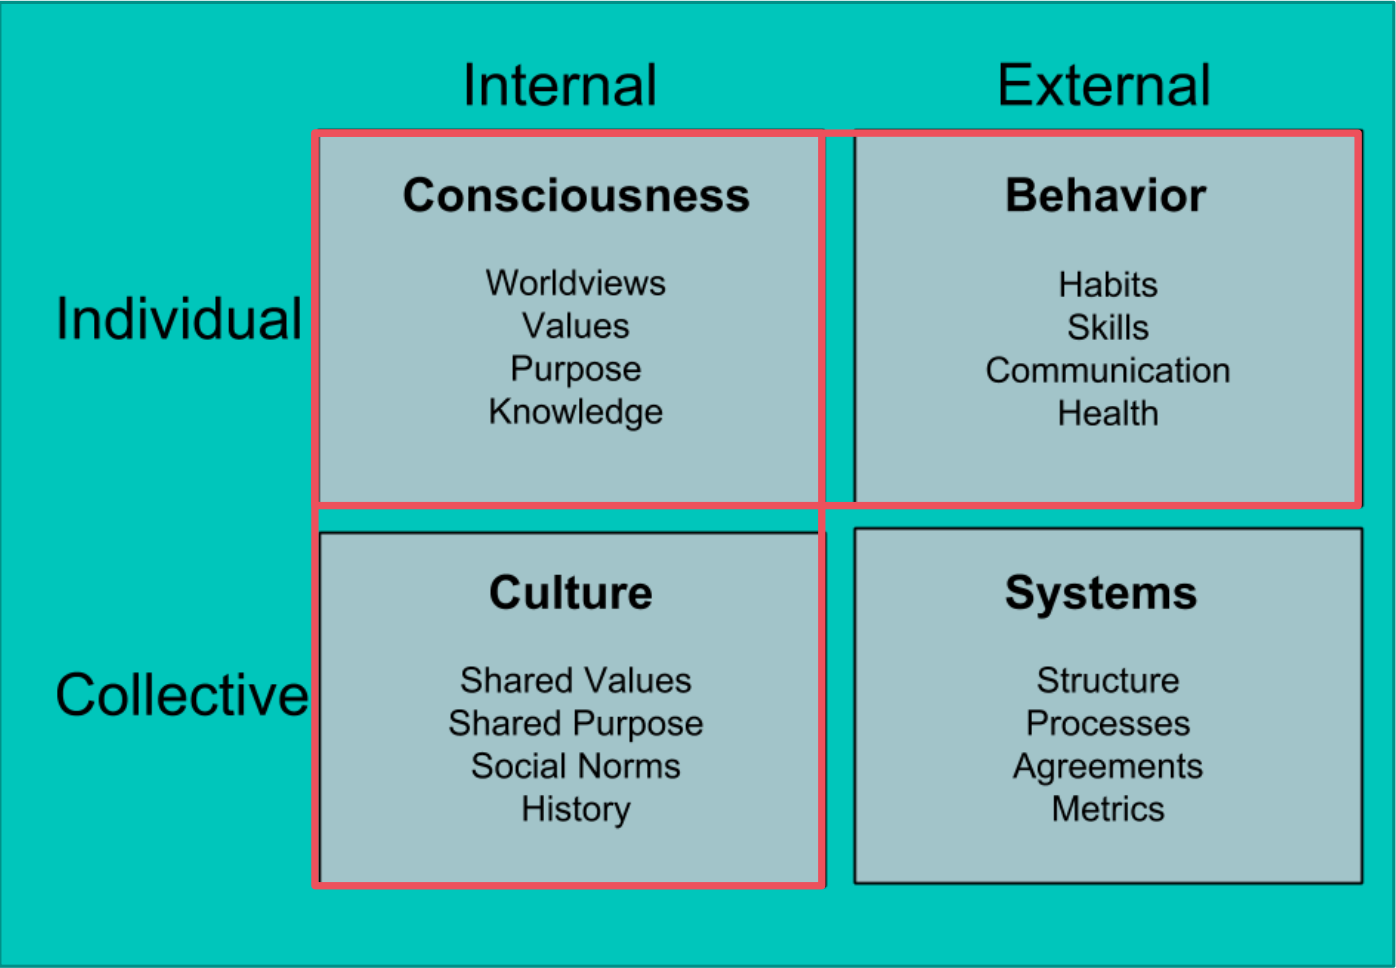 Internal
External
Individual
Consciousness
Worldviews
Values
Purpose
Knowledge
Behavior
Habits
Skills
Communication
Health
Collective
Culture
Shared Values
Shared Purpose
Social Norms
History
Systems
Structure
Processes
Agreements
Metrics